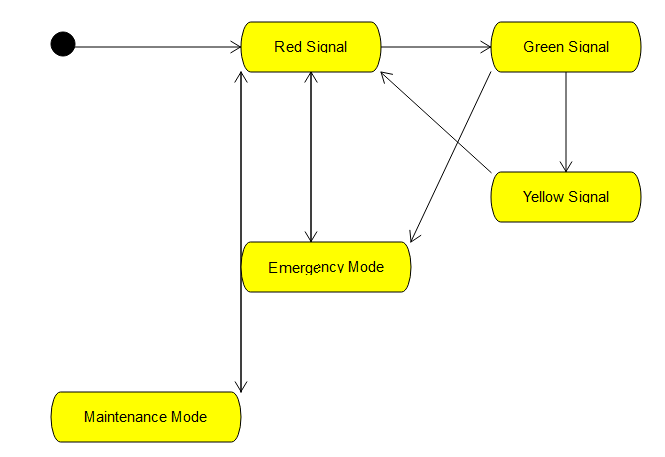 Red Signal
Green Signal
Yellow Signal
Emergency Mode
Maintenance Mode